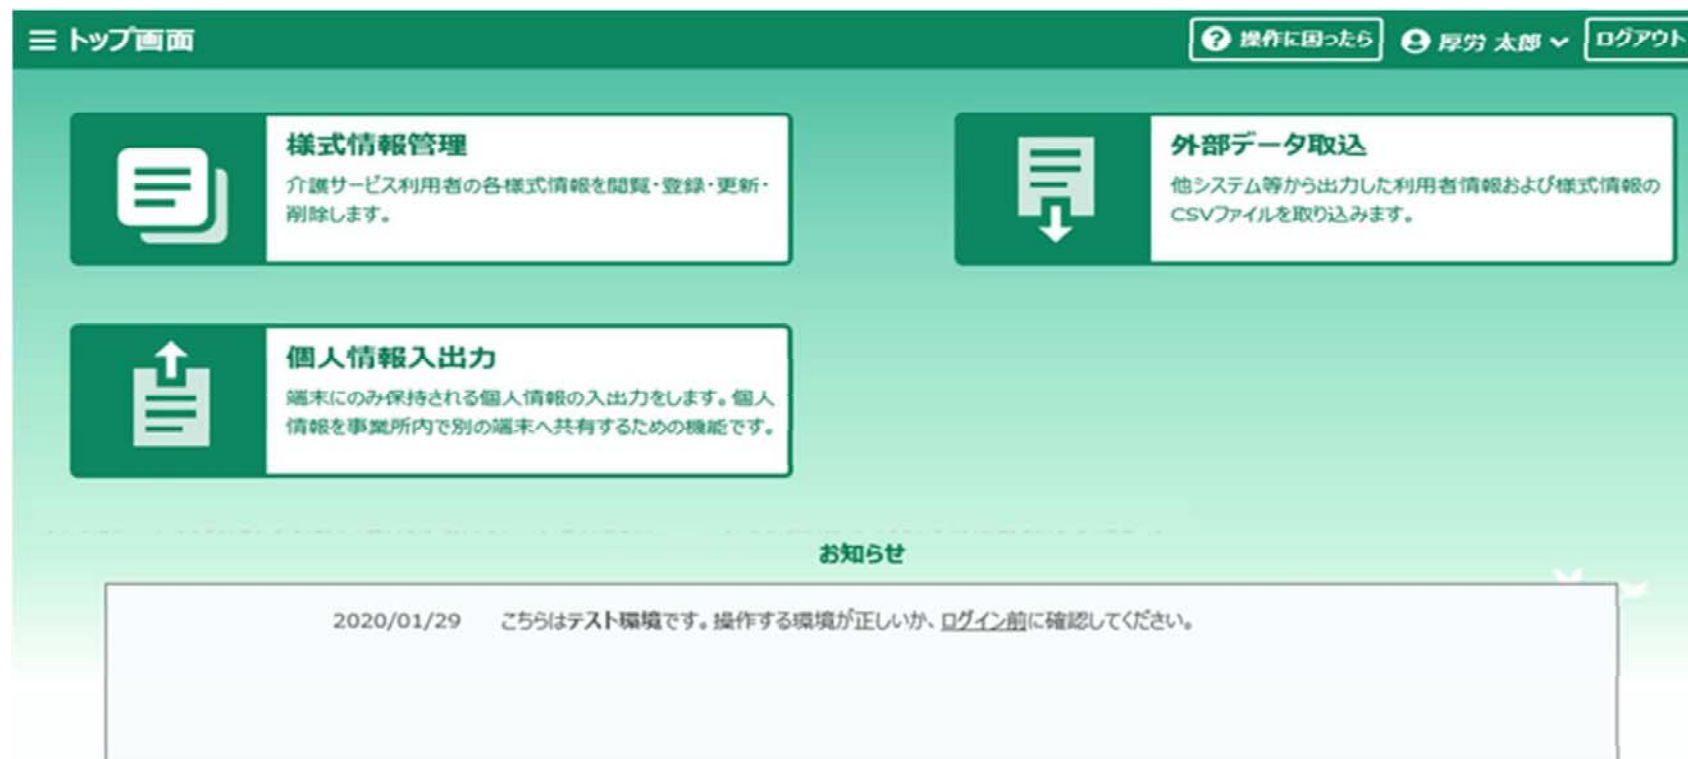 トップ画面
操作に困ったら
厚労 太郎
ログアウト
様式情報管理
介護サービス利用者の各様式情報を閲覧・登録・更新・
削除します。
外部データ取込
他システム等から出力した利用者情報および様式情報の
CSVファイルを取り込みます。
個人情報入出力
端末にのみ保持される個人情報の入出力をします。個人
情報を事業所内で別の端末へ共有するための機能です。
お知らせ
2020/01/29 こちらはテスト環境です。操作する環境が正しいか、ログイン前に確認してください。